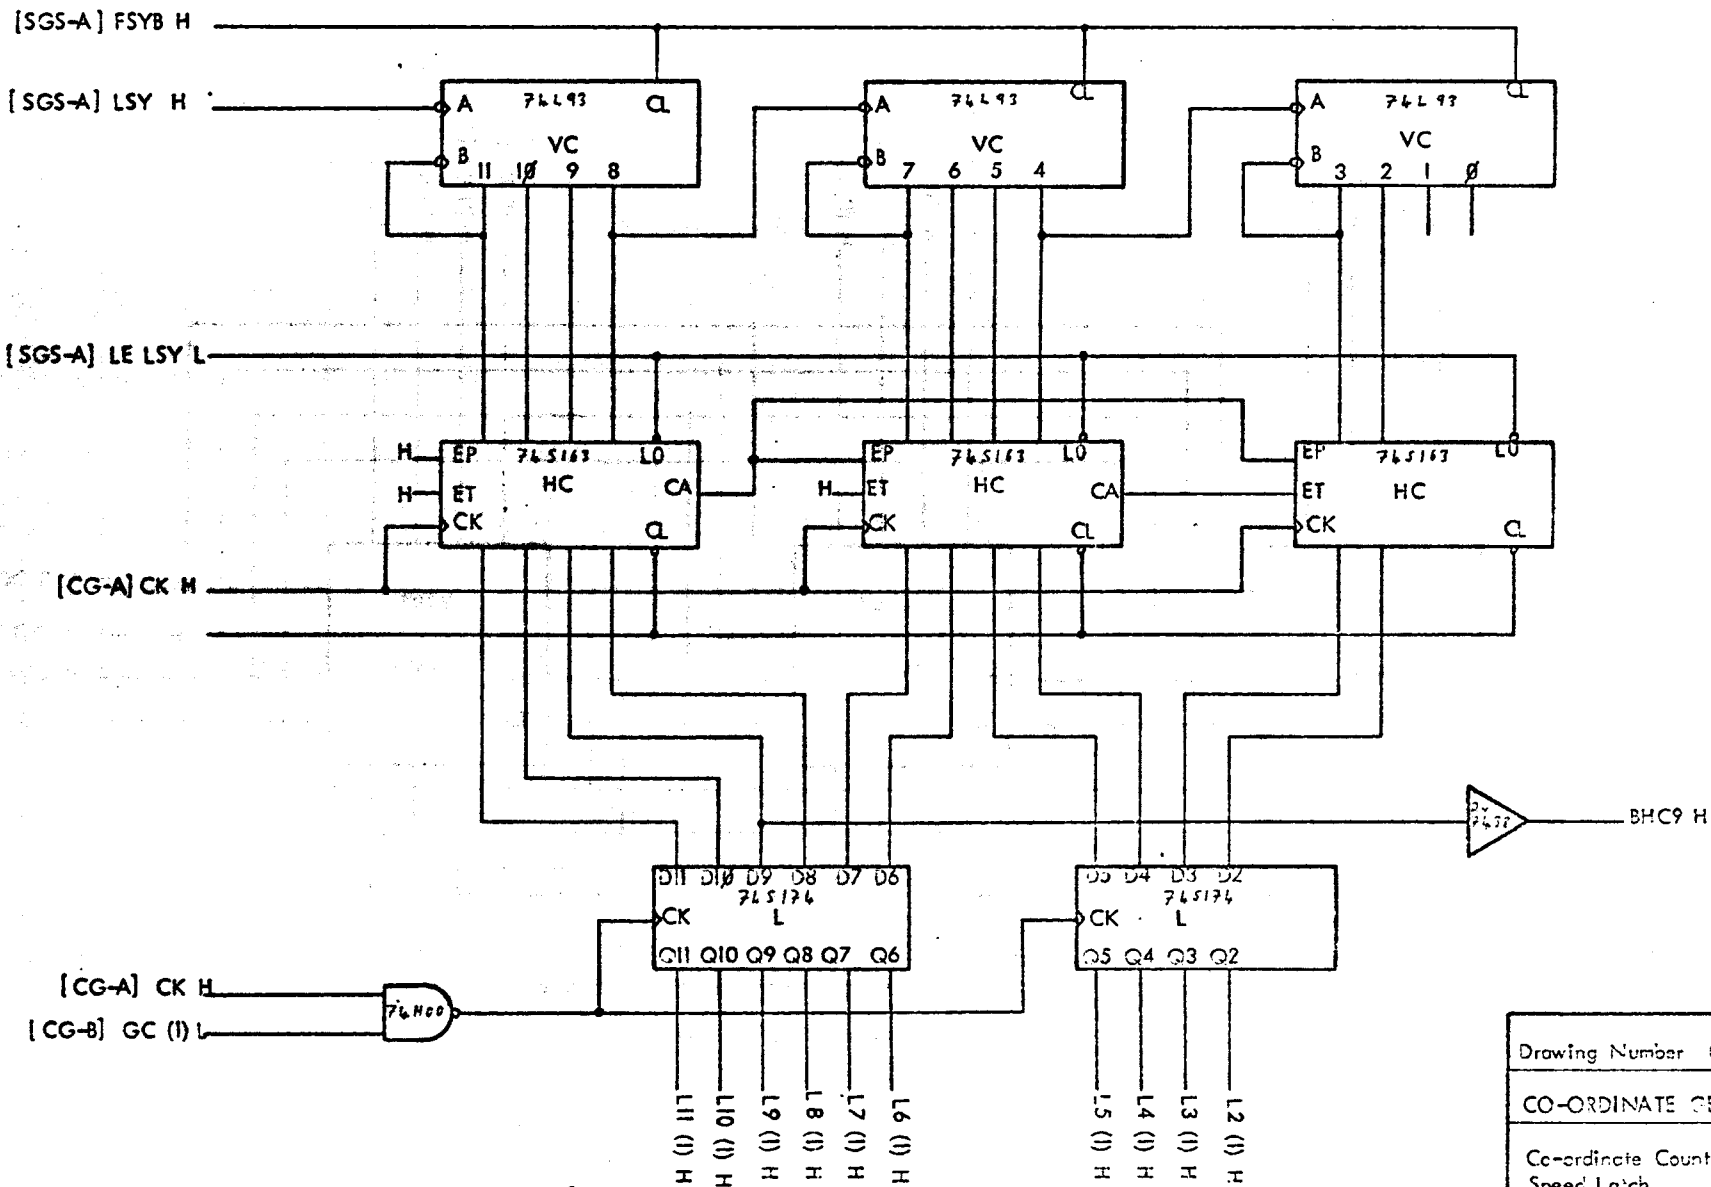 [SGS-A] FSYB H
[SGS-A] LSY H
A 74L93 CL
VC
B
11 10 9 8
A 74L93 CL
VC
B
7 6 5 4
A 74L93 CL
VC
B
3 2 1 0
[SGS-A] LE LSY L
H EP 74S163 LO
HC
H ET CA
CK CL
EP 74S163 LO
HC
H ET CA
CK CL
EP 74S163 LO
ET HC
CK CL
[CG-A] CK H
BHC9 H
D11 D10 D9 D8 D7 D6
74S174
CK L
Q11 Q10 Q9 Q8 Q7 Q6
D5 D4 D3 D2
74S174
CK L
Q5 Q4 Q3 Q2
[CG-A] CK H
74H00
[CG-B] GC (1) L
L11 (1) H
L10 (1) H
L9 (1) H
L8 (1) H
L7 (1) H
L6 (1) H
L5 (1) H
L4 (1) H
L3 (1) H
L2 (1) H
Drawing Number
CO-ORDINATE GE
Co-ordinate Count
Speed Latch